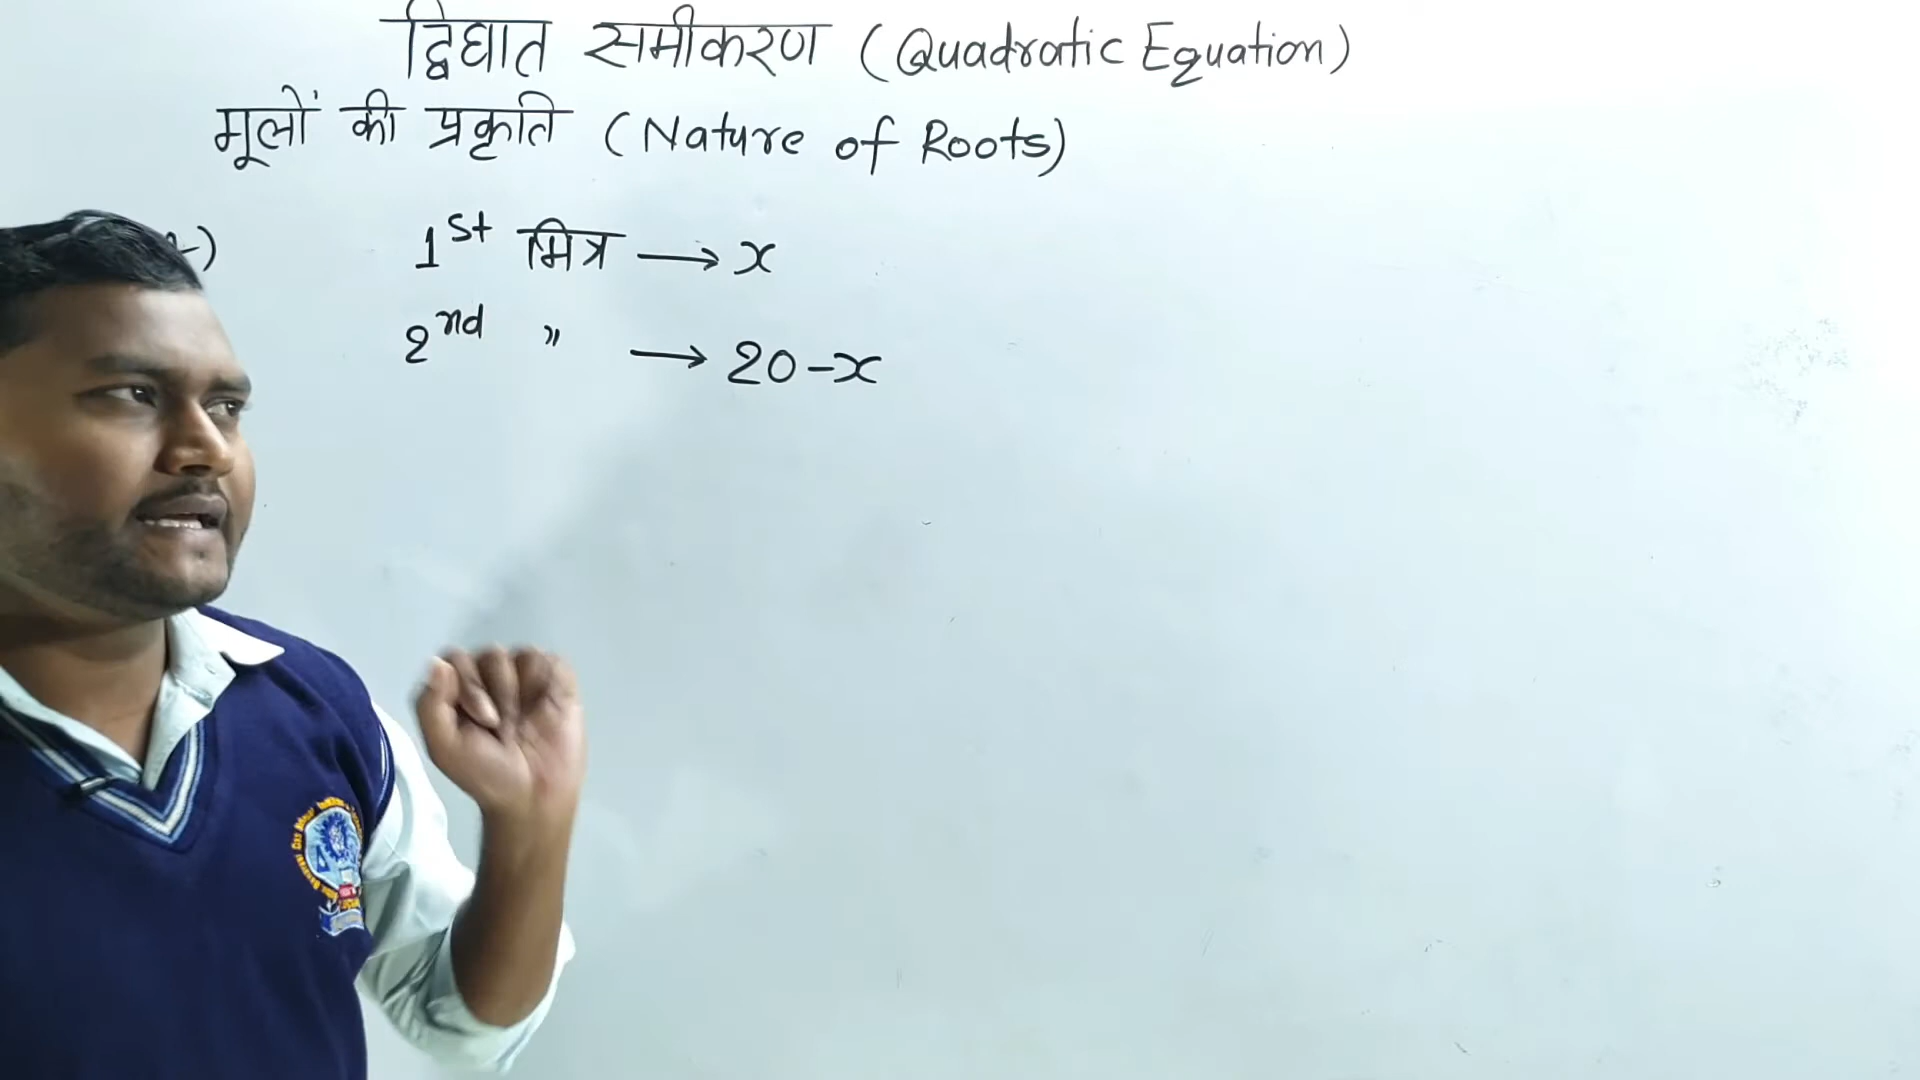 द्विघात समीकरण (Quadratic Equation)
मूलों की प्रकृति (Nature of Roots)
1st मित्र → x
2nd " → 20-x